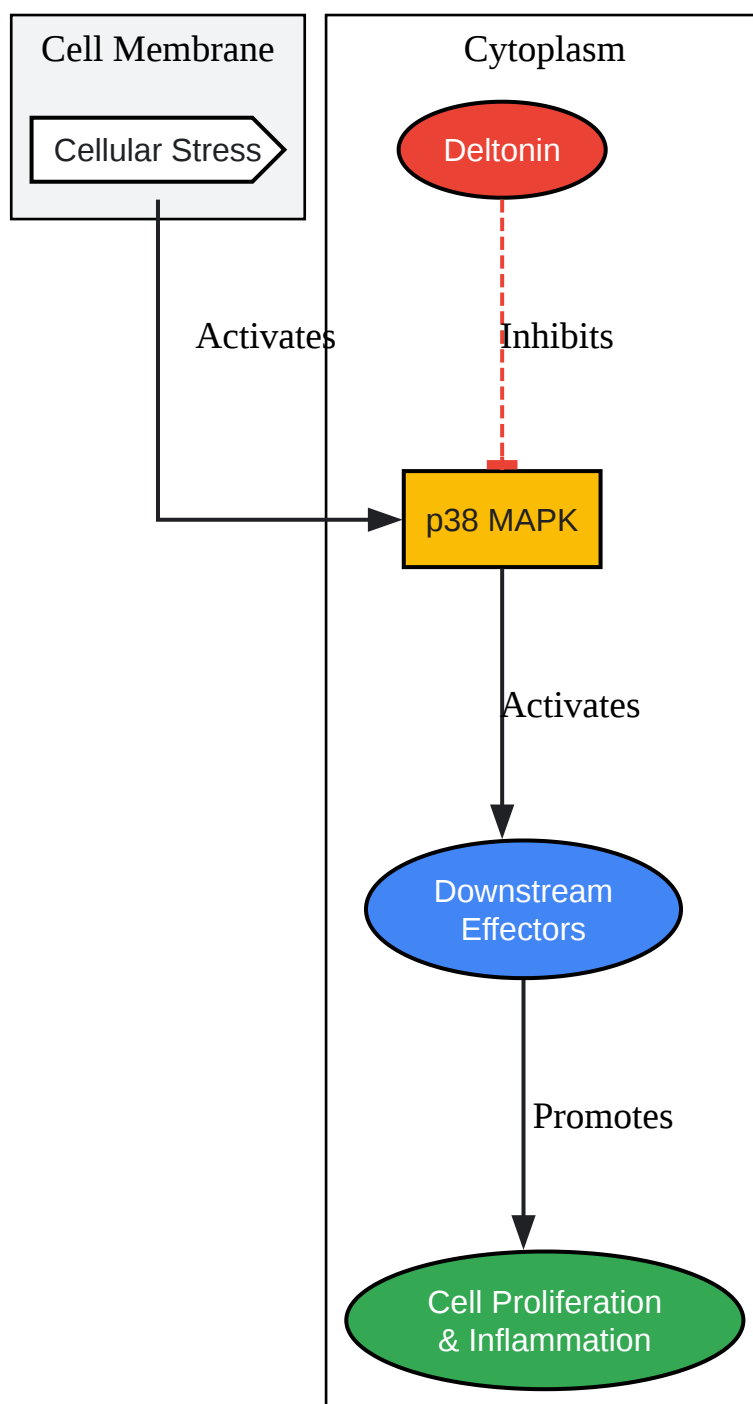 Cell Membrane
Cytoplasm
Cellular Stress
Deltonin
Activates
Inhibits
p38 MAPK
Activates
Downstream
Effectors
Promotes
Cell Proliferation
& Inflammation